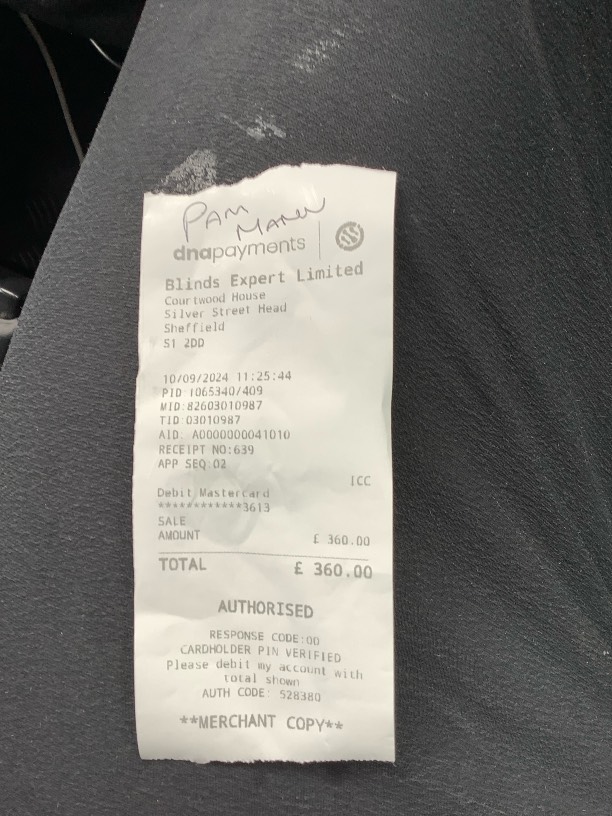 PAM
MANN
dnapayments
Blinds Expert Limited
Courtwood House
Silver Street Head
Sheffield
S1 2DD
10/09/2024 11:25:44
PID 1065340/409
MID:82603010987
TID 03010987
AID. A0000000041010
RECEIPT NO:639
APP SEQ:02
ICC
Debit Mastercard
************3613
SALE
AMOUNT £ 360.00
TOTAL £ 360.00
AUTHORISED
RESPONSE CODE:00
CARDHOLDER PIN VERIFIED
Please debit my account with
total shown
AUTH CODE: 528380
**MERCHANT COPY**